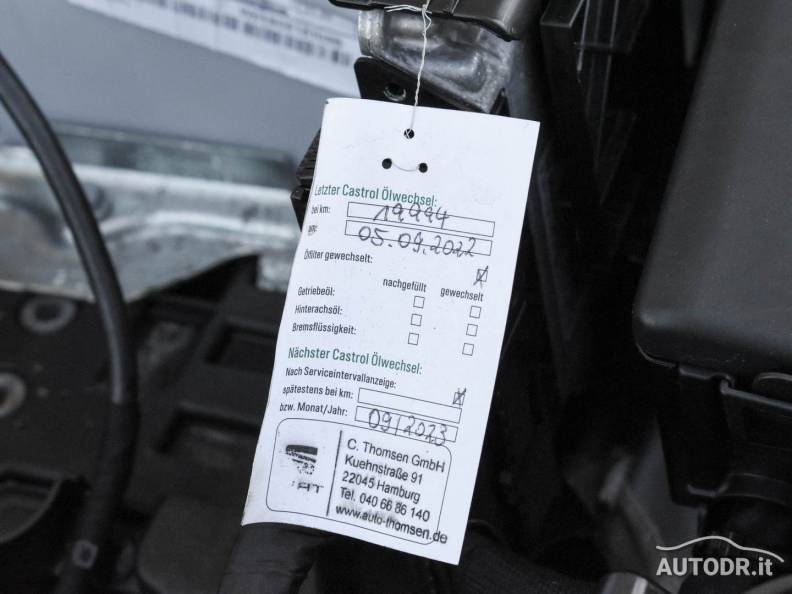 Letzter Castrol Ölwechsel:
bei km: 19.994
am: 05.09.2022
Ölfilter gewechselt:
nachgefüllt gewechselt
Getriebeöl:
Hinterachsöl:
Bremsflüssigkeit:
Nächster Castrol Ölwechsel:
Nach Serviceintervallanzeige:
spätestens bei km:
bzw. Monat/Jahr: 09/2023
C. Thomsen GmbH
Kuehnstraße 91
22045 Hamburg
Tel. 040 66 86 140
www.auto-thomsen.de
AUTODR.it